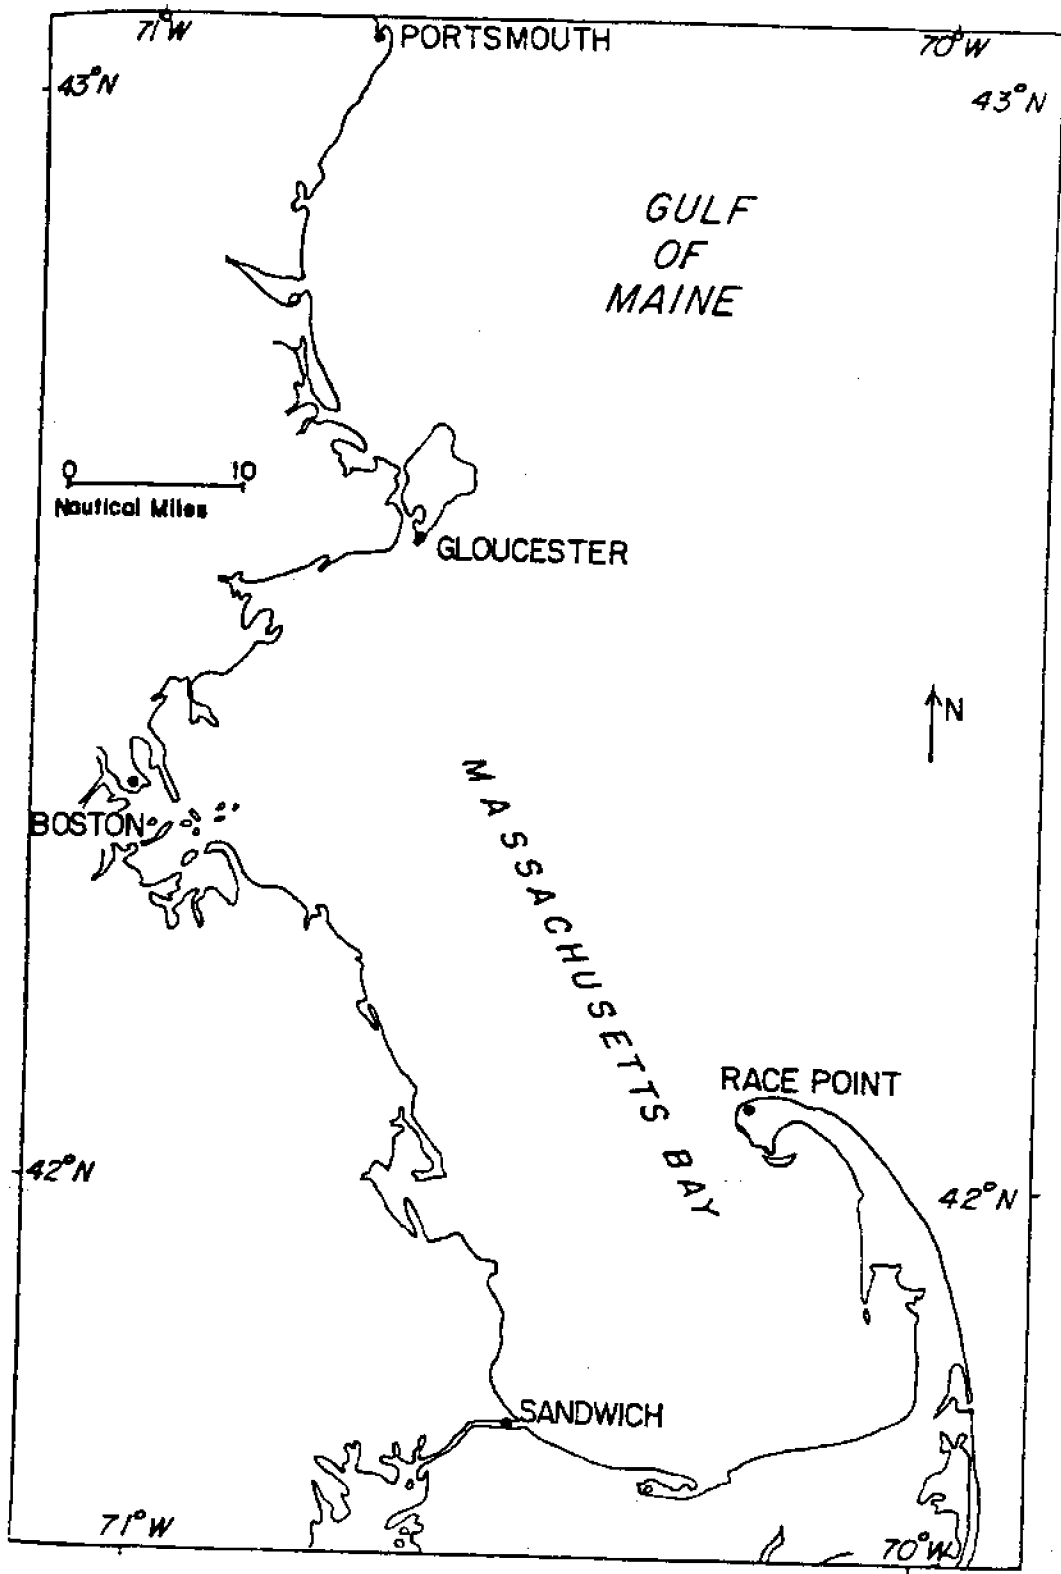 71°W
PORTSMOUTH
70°W
43°N
43°N
GULF
OF
MAINE
0 10
Nautical Miles
GLOUCESTER
N
MASSACHUSETTS BAY
BOSTON
RACE POINT
42°N
42°N
SANDWICH
71°W
70°W